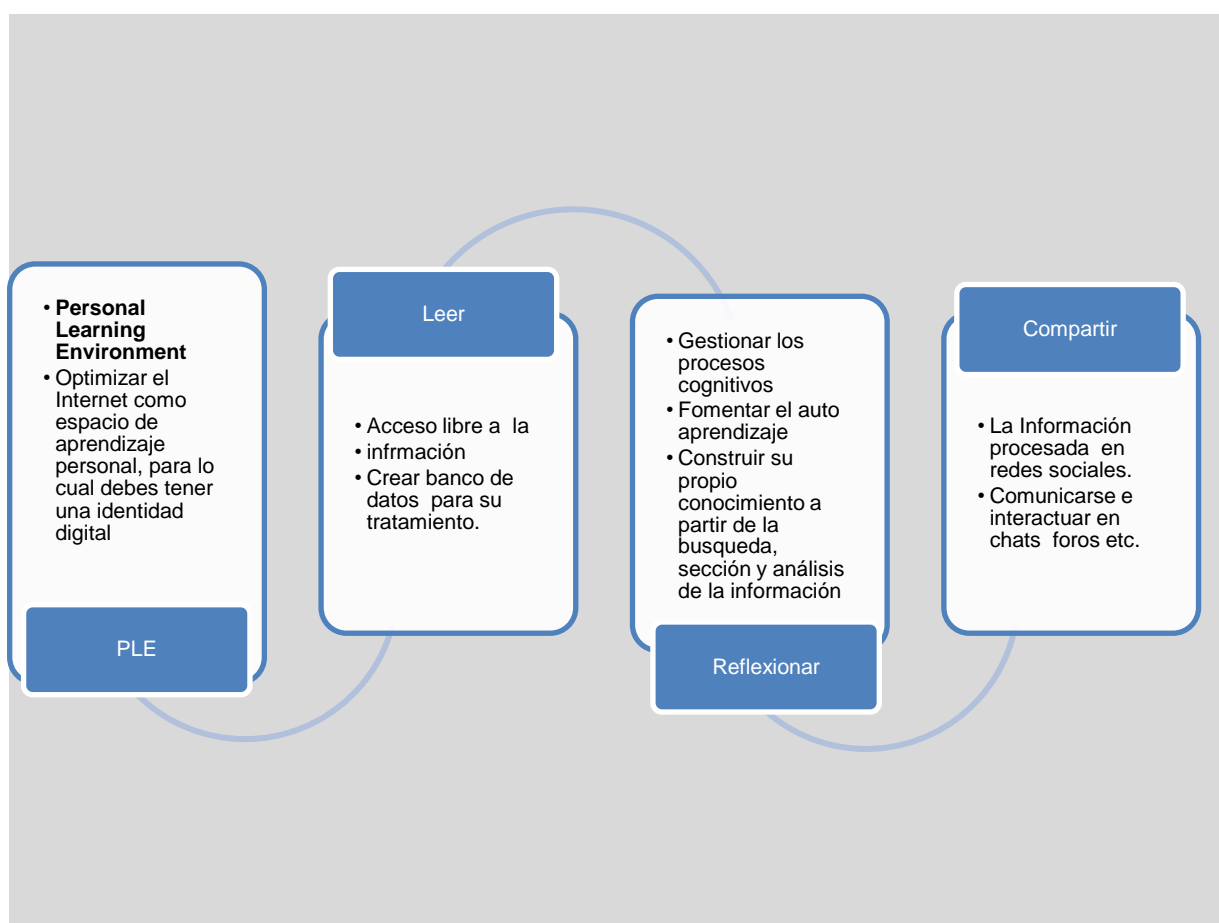 • Personal
Learning
Environment
• Optimizar el
Internet como
espacio de
aprendizaje
personal, para lo
cual debes tener
una identidad
digital
PLE
Leer
• Acceso libre a la
• infrmación
• Crear banco de
datos para su
tratamiento.
• Gestionar los
procesos
cognitivos
• Fomentar el auto
aprendizaje
• Construir su
propio
conocimiento a
partir de la
busqueda,
sección y análisis
de la información
Reflexionar
Compartir
• La Información
procesada en
redes sociales.
• Comunicarse e
interactuar en
chats foros etc.